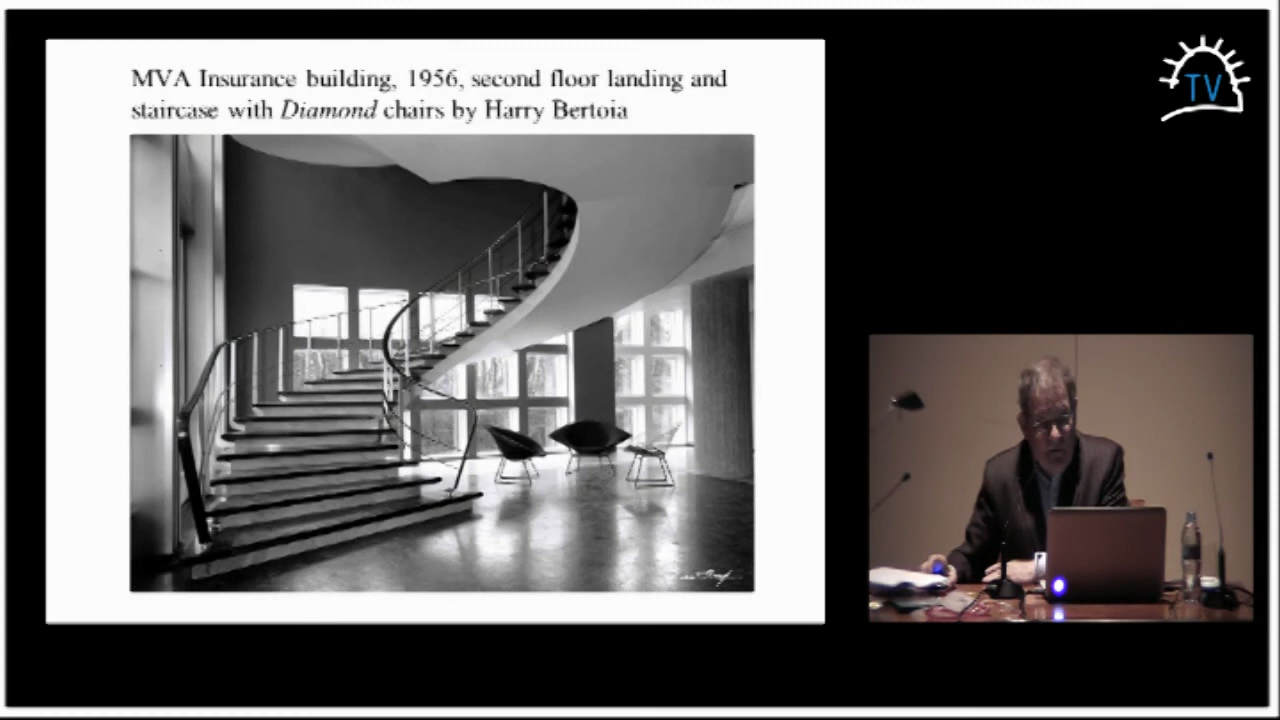 MVA Insurance building, 1956, second floor landing and
staircase with Diamond chairs by Harry Bertoia
TV